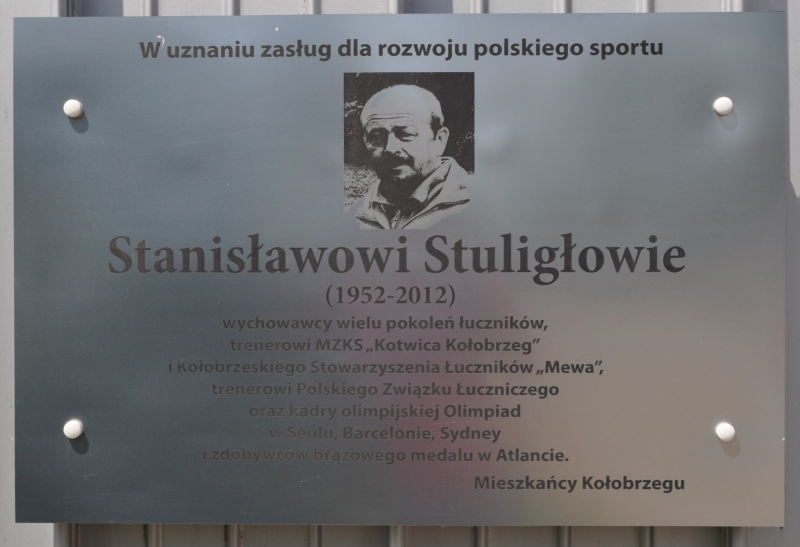 W uznaniu zasług dla rozwoju polskiego sportu
Stanisławowi Stuligłowie
(1952-2012)
wychowawcy wielu pokoleń łuczników,
trenerowi MZKS „Kotwica Kołobrzeg”
i Kołobrzeskiego Stowarzyszenia Łuczników „Mewa”,
trenerowi Polskiego Związku Łuczniczego
oraz kadry olimpijskiej Olimpiad
w Seulu, Barcelonie, Sydney
i zdobywców brązowego medalu w Atlancie.
Mieszkańcy Kołobrzegu